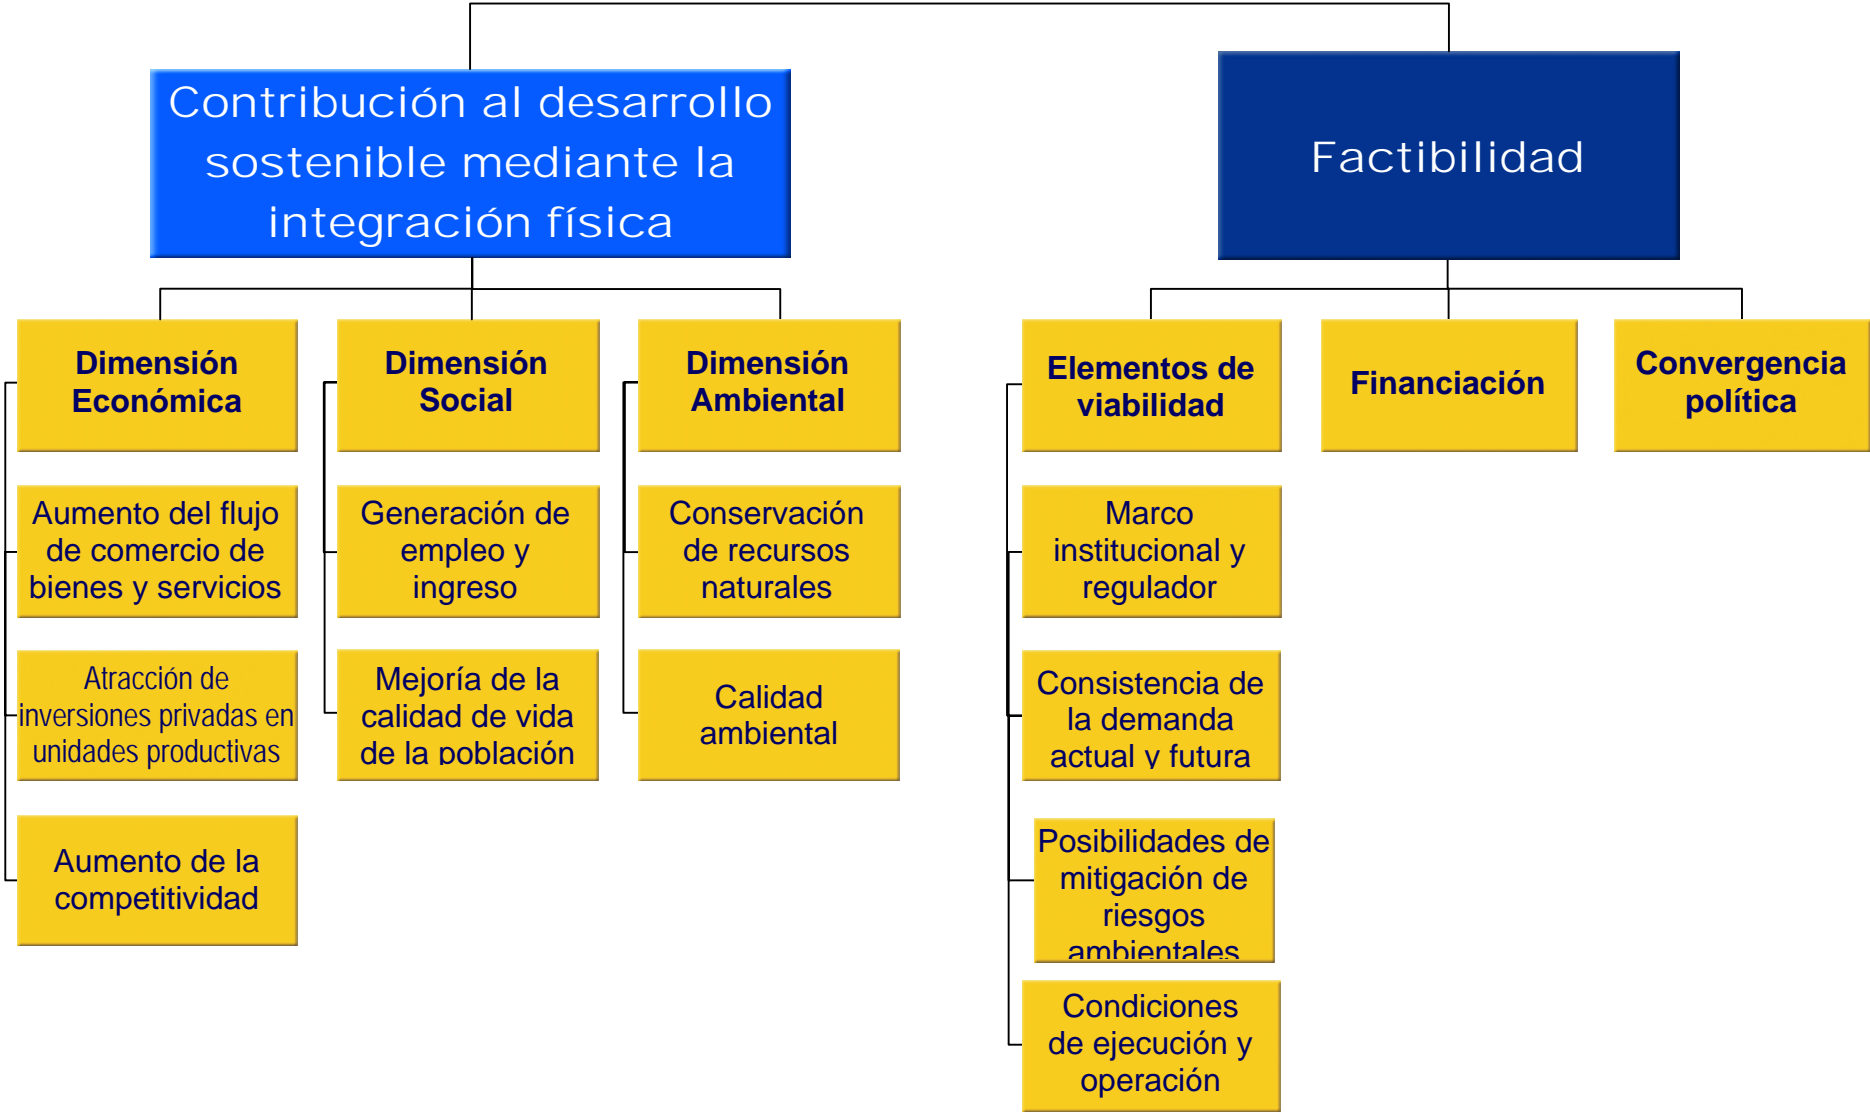 Contribución al desarrollo
sostenible mediante la
integración física
Factibilidad
Dimensión
Económica
Dimensión
Social
Dimensión
Ambiental
Elementos de
viabilidad
Financiación
Convergencia
política
Aumento del flujo
de comercio de
bienes y servicios
Generación de
empleo y
ingreso
Conservación
de recursos
naturales
Marco
institucional y
regulador
Atracción de
inversiones privadas en
unidades productivas
Mejoría de la
calidad de vida
de la población
Calidad
ambiental
Consistencia de
la demanda
actual y futura
Aumento de la
competitividad
Posibilidades de
mitigación de
riesgos
ambientales
Condiciones
de ejecución y
operación